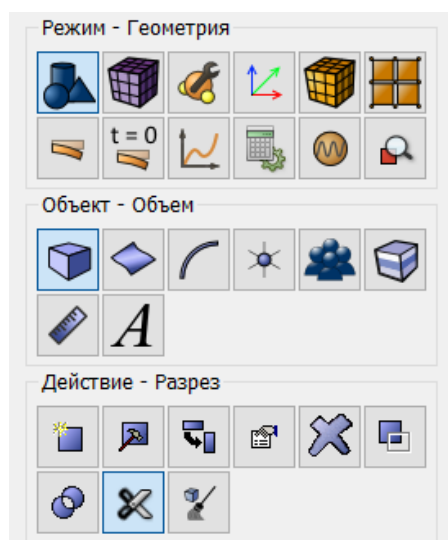 Режим - Геометрия
t = 0
Объект - Объем
A
Действие - Разрез